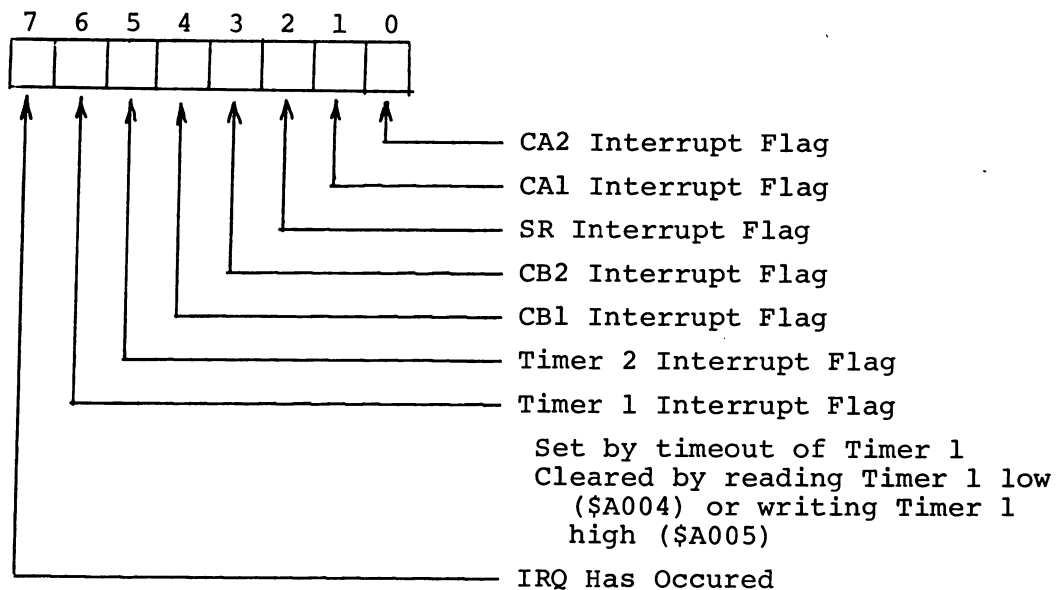 7 6 5 4 3 2 1 0
CA2 Interrupt Flag
CA1 Interrupt Flag
SR Interrupt Flag
CB2 Interrupt Flag
CB1 Interrupt Flag
Timer 2 Interrupt Flag
Timer 1 Interrupt Flag
Set by timeout of Timer 1
Cleared by reading Timer 1 low
($A004) or writing Timer 1
high ($A005)
IRQ Has Occured